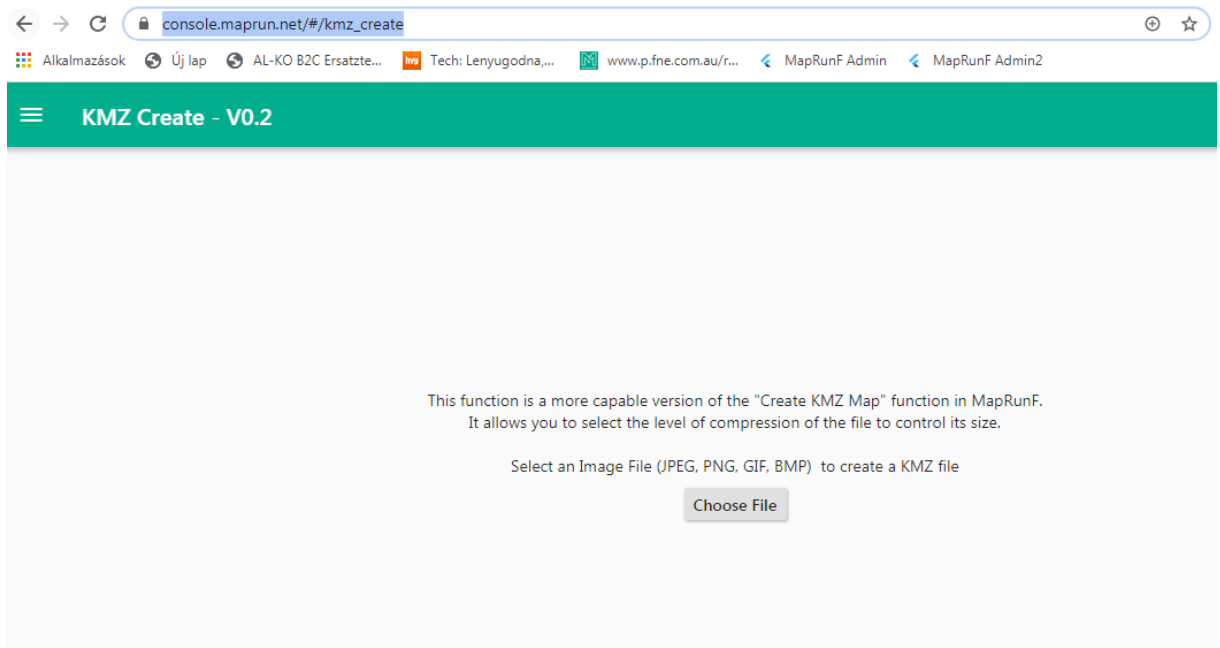 console.maprun.net/#/kmz_create
Alkalmazások Új lap AL-KO B2C Ersatzte... hvg Tech: Lenyugodna,... M www.p.fne.com.au/r... MapRunF Admin MapRunF Admin2
KMZ Create - V0.2
This function is a more capable version of the "Create KMZ Map" function in MapRunF.
It allows you to select the level of compression of the file to control its size.
Select an Image File (JPEG, PNG, GIF, BMP) to create a KMZ file
Choose File